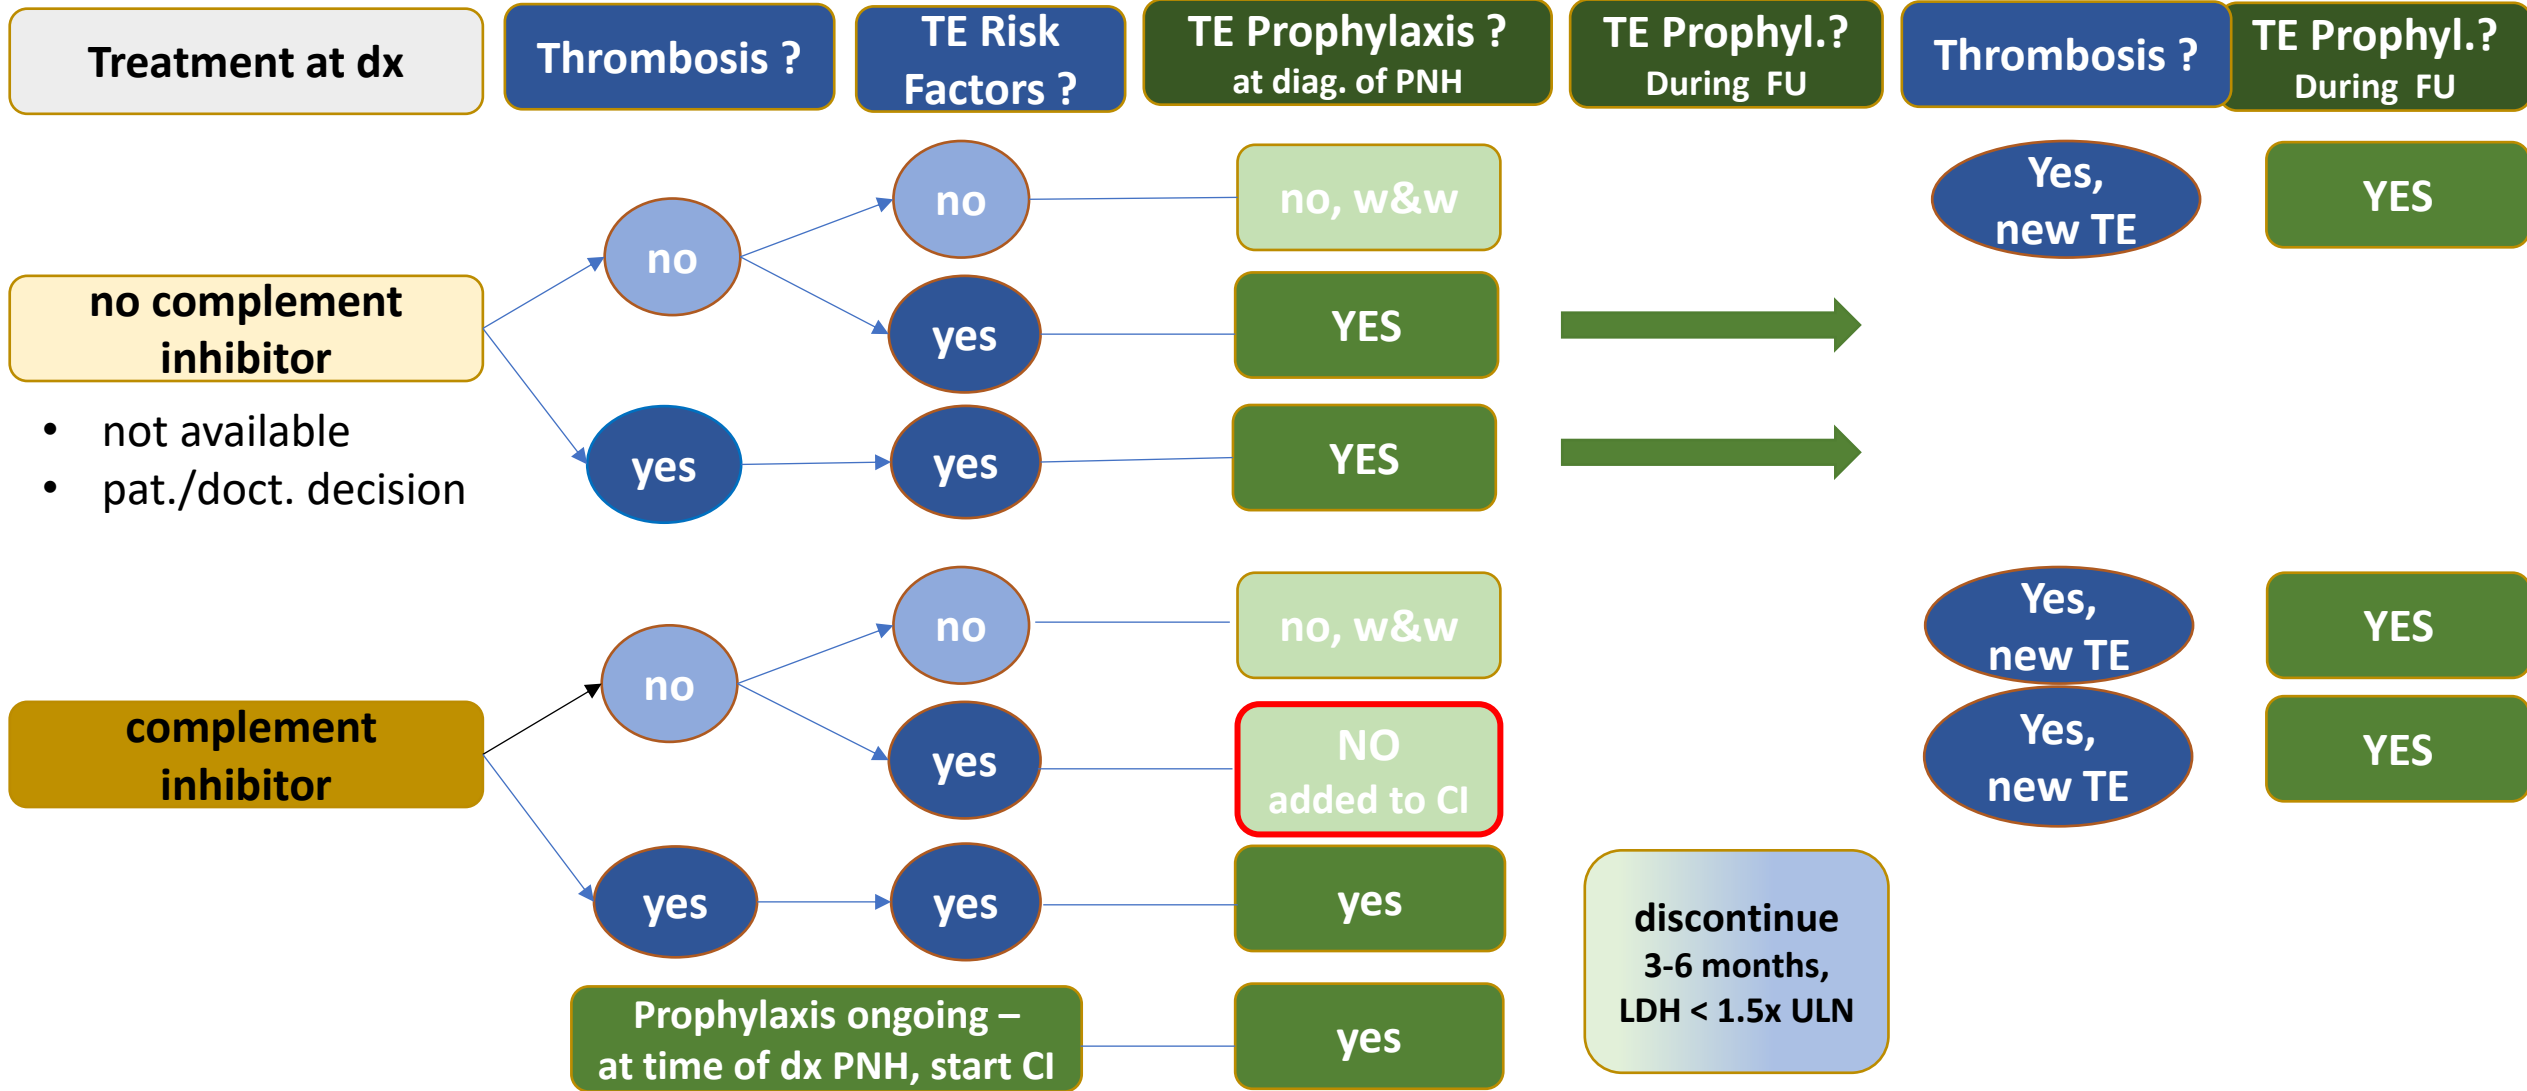 Treatment at dx
Thrombosis ?
TE Risk
Factors ?
TE Prophylaxis ?
at diag. of PNH
TE Prophyl.?
During FU
Thrombosis ?
TE Prophyl.?
During FU
no complement
inhibitor
• not available
• pat./doct. decision
no
no
no, w&w
Yes,
new TE
YES
yes
YES
yes
yes
YES
complement
inhibitor
no
no
no, w&w
Yes,
new TE
YES
yes
NO
added to CI
Yes,
new TE
YES
yes
yes
yes
discontinue
3-6 months,
LDH < 1.5x ULN
Prophylaxis ongoing –
at time of dx PNH, start CI
yes